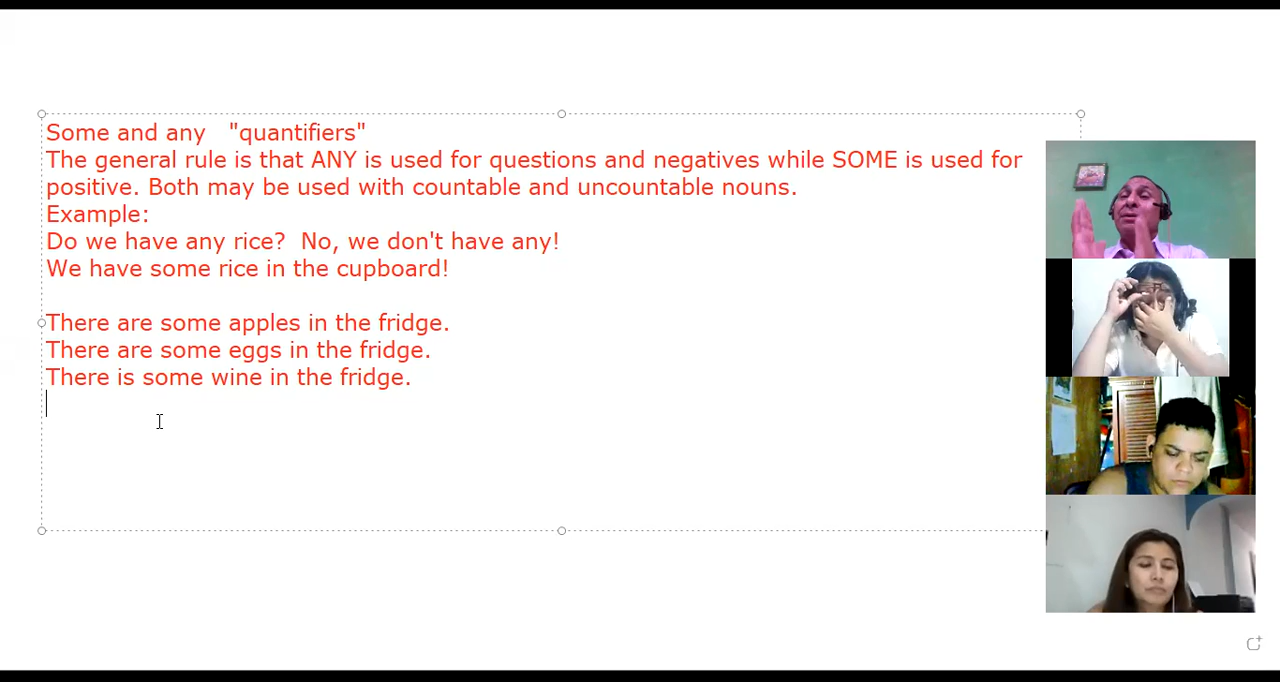 Some and any "quantifiers"
The general rule is that ANY is used for questions and negatives while SOME is used for
positive. Both may be used with countable and uncountable nouns.
Example:
Do we have any rice? No, we don't have any!
We have some rice in the cupboard!
There are some apples in the fridge.
There are some eggs in the fridge.
There is some wine in the fridge.